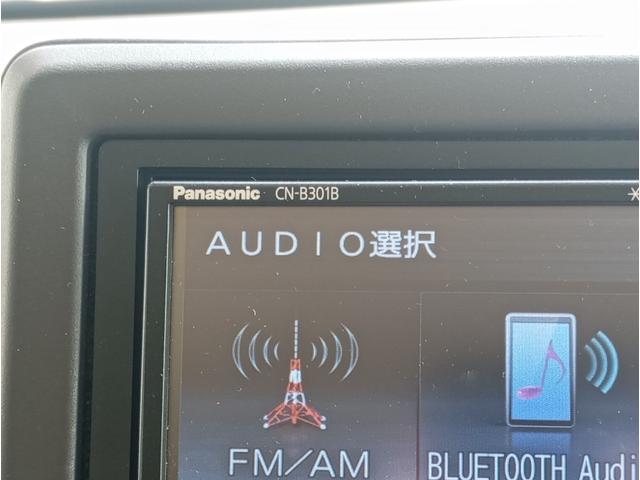 Panasonic CN-B301B
ＡＵＤＩＯ選択
FM/AM
BLUETOOTH Audi